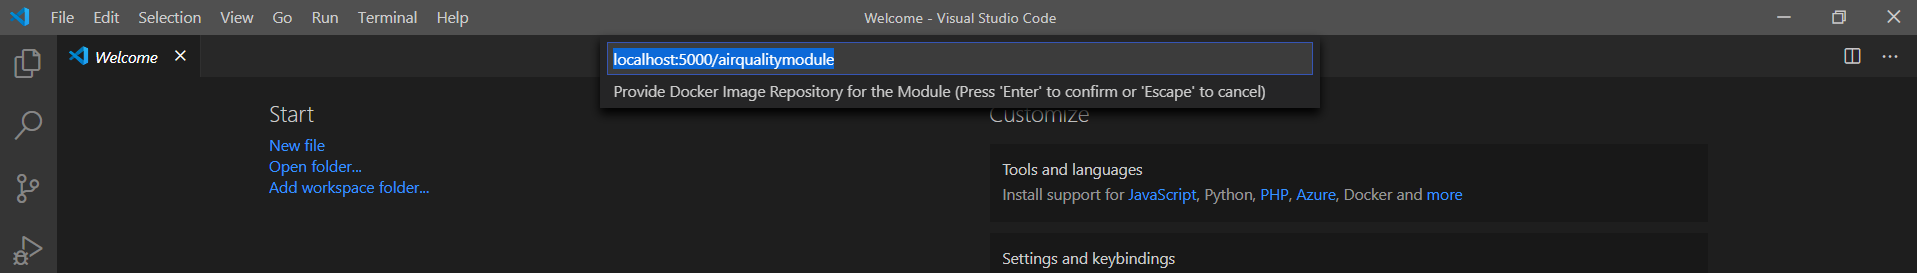 File Edit Selection View Go Run Terminal Help
Welcome - Visual Studio Code
Welcome
localhost:5000/airqualitymodule
Provide Docker Image Repository for the Module (Press 'Enter' to confirm or 'Escape' to cancel)
Start
New file
Open folder...
Add workspace folder...
Customize
Tools and languages
Install support for JavaScript, Python, PHP, Azure, Docker and more
Settings and keybindings